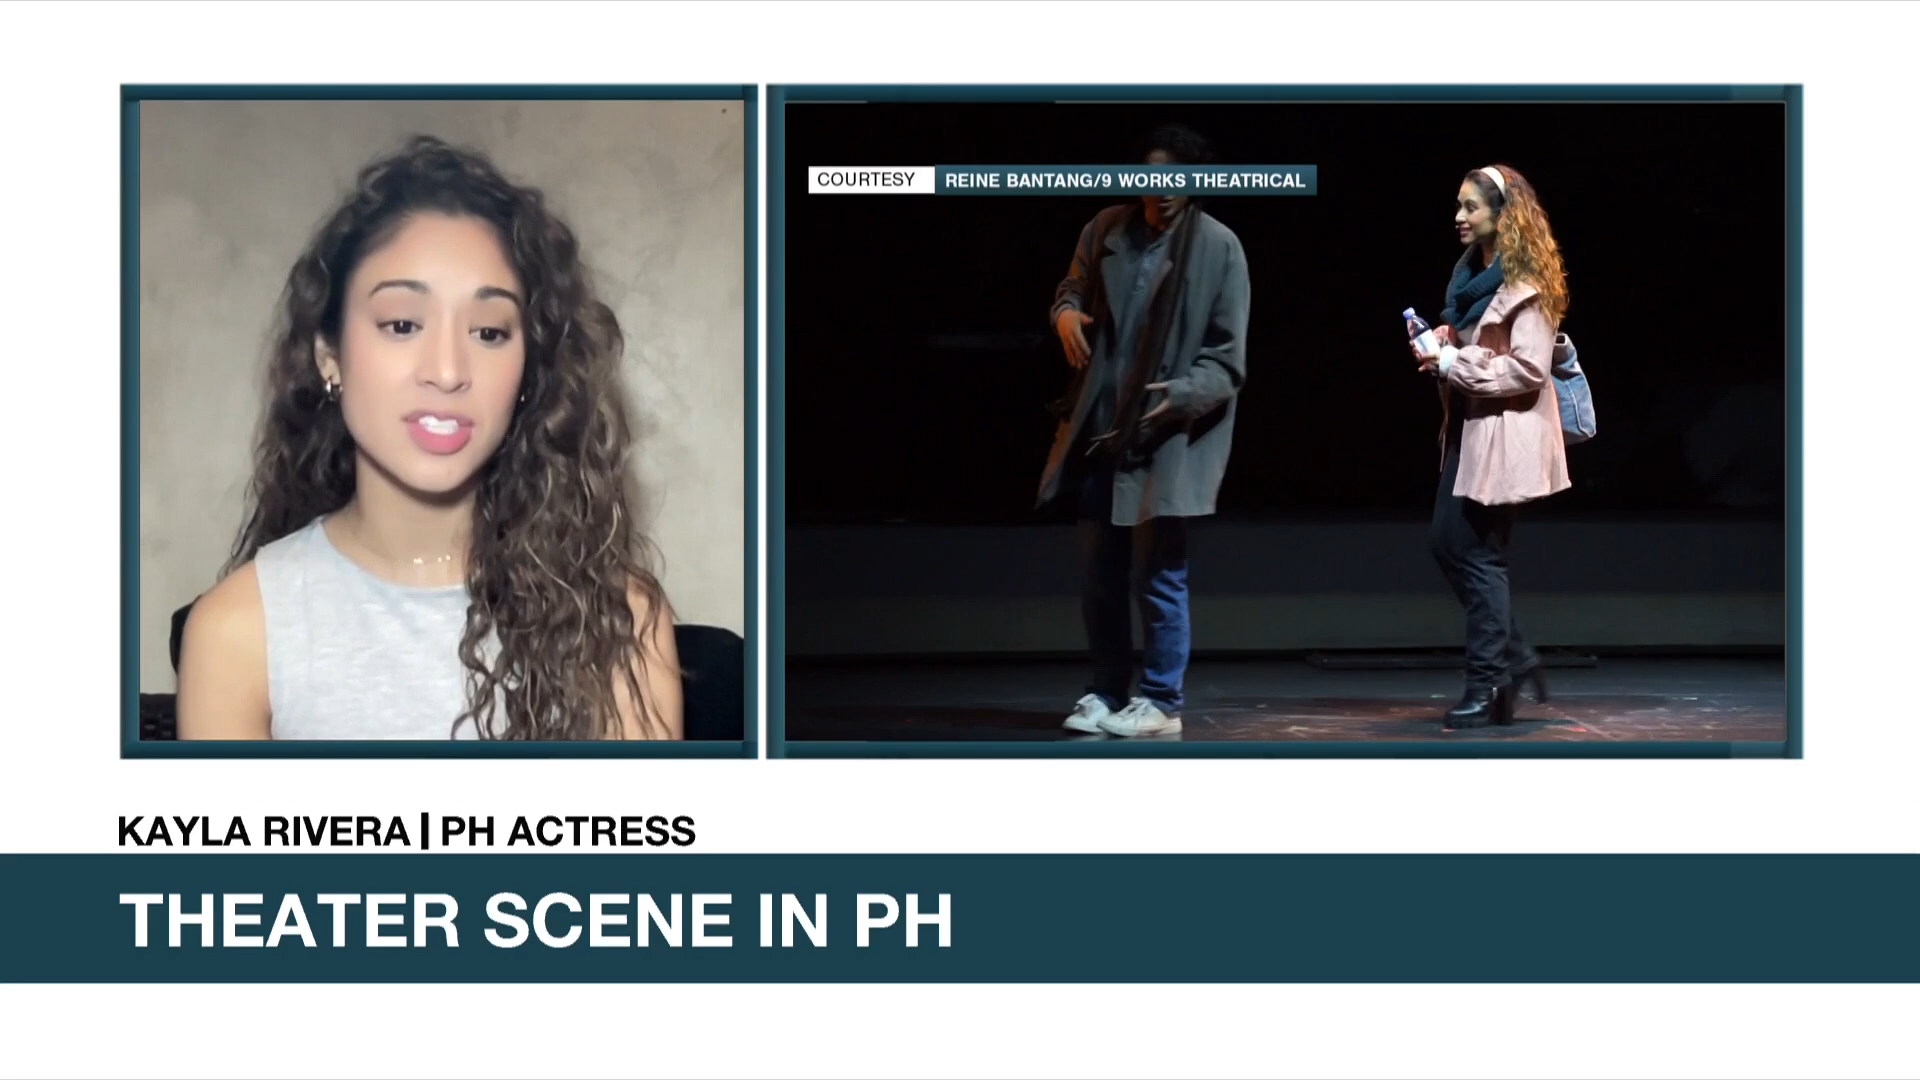 COURTESY REINE BANTANG/9 WORKS THEATRICAL
KAYLA RIVERA | PH ACTRESS
THEATER SCENE IN PH